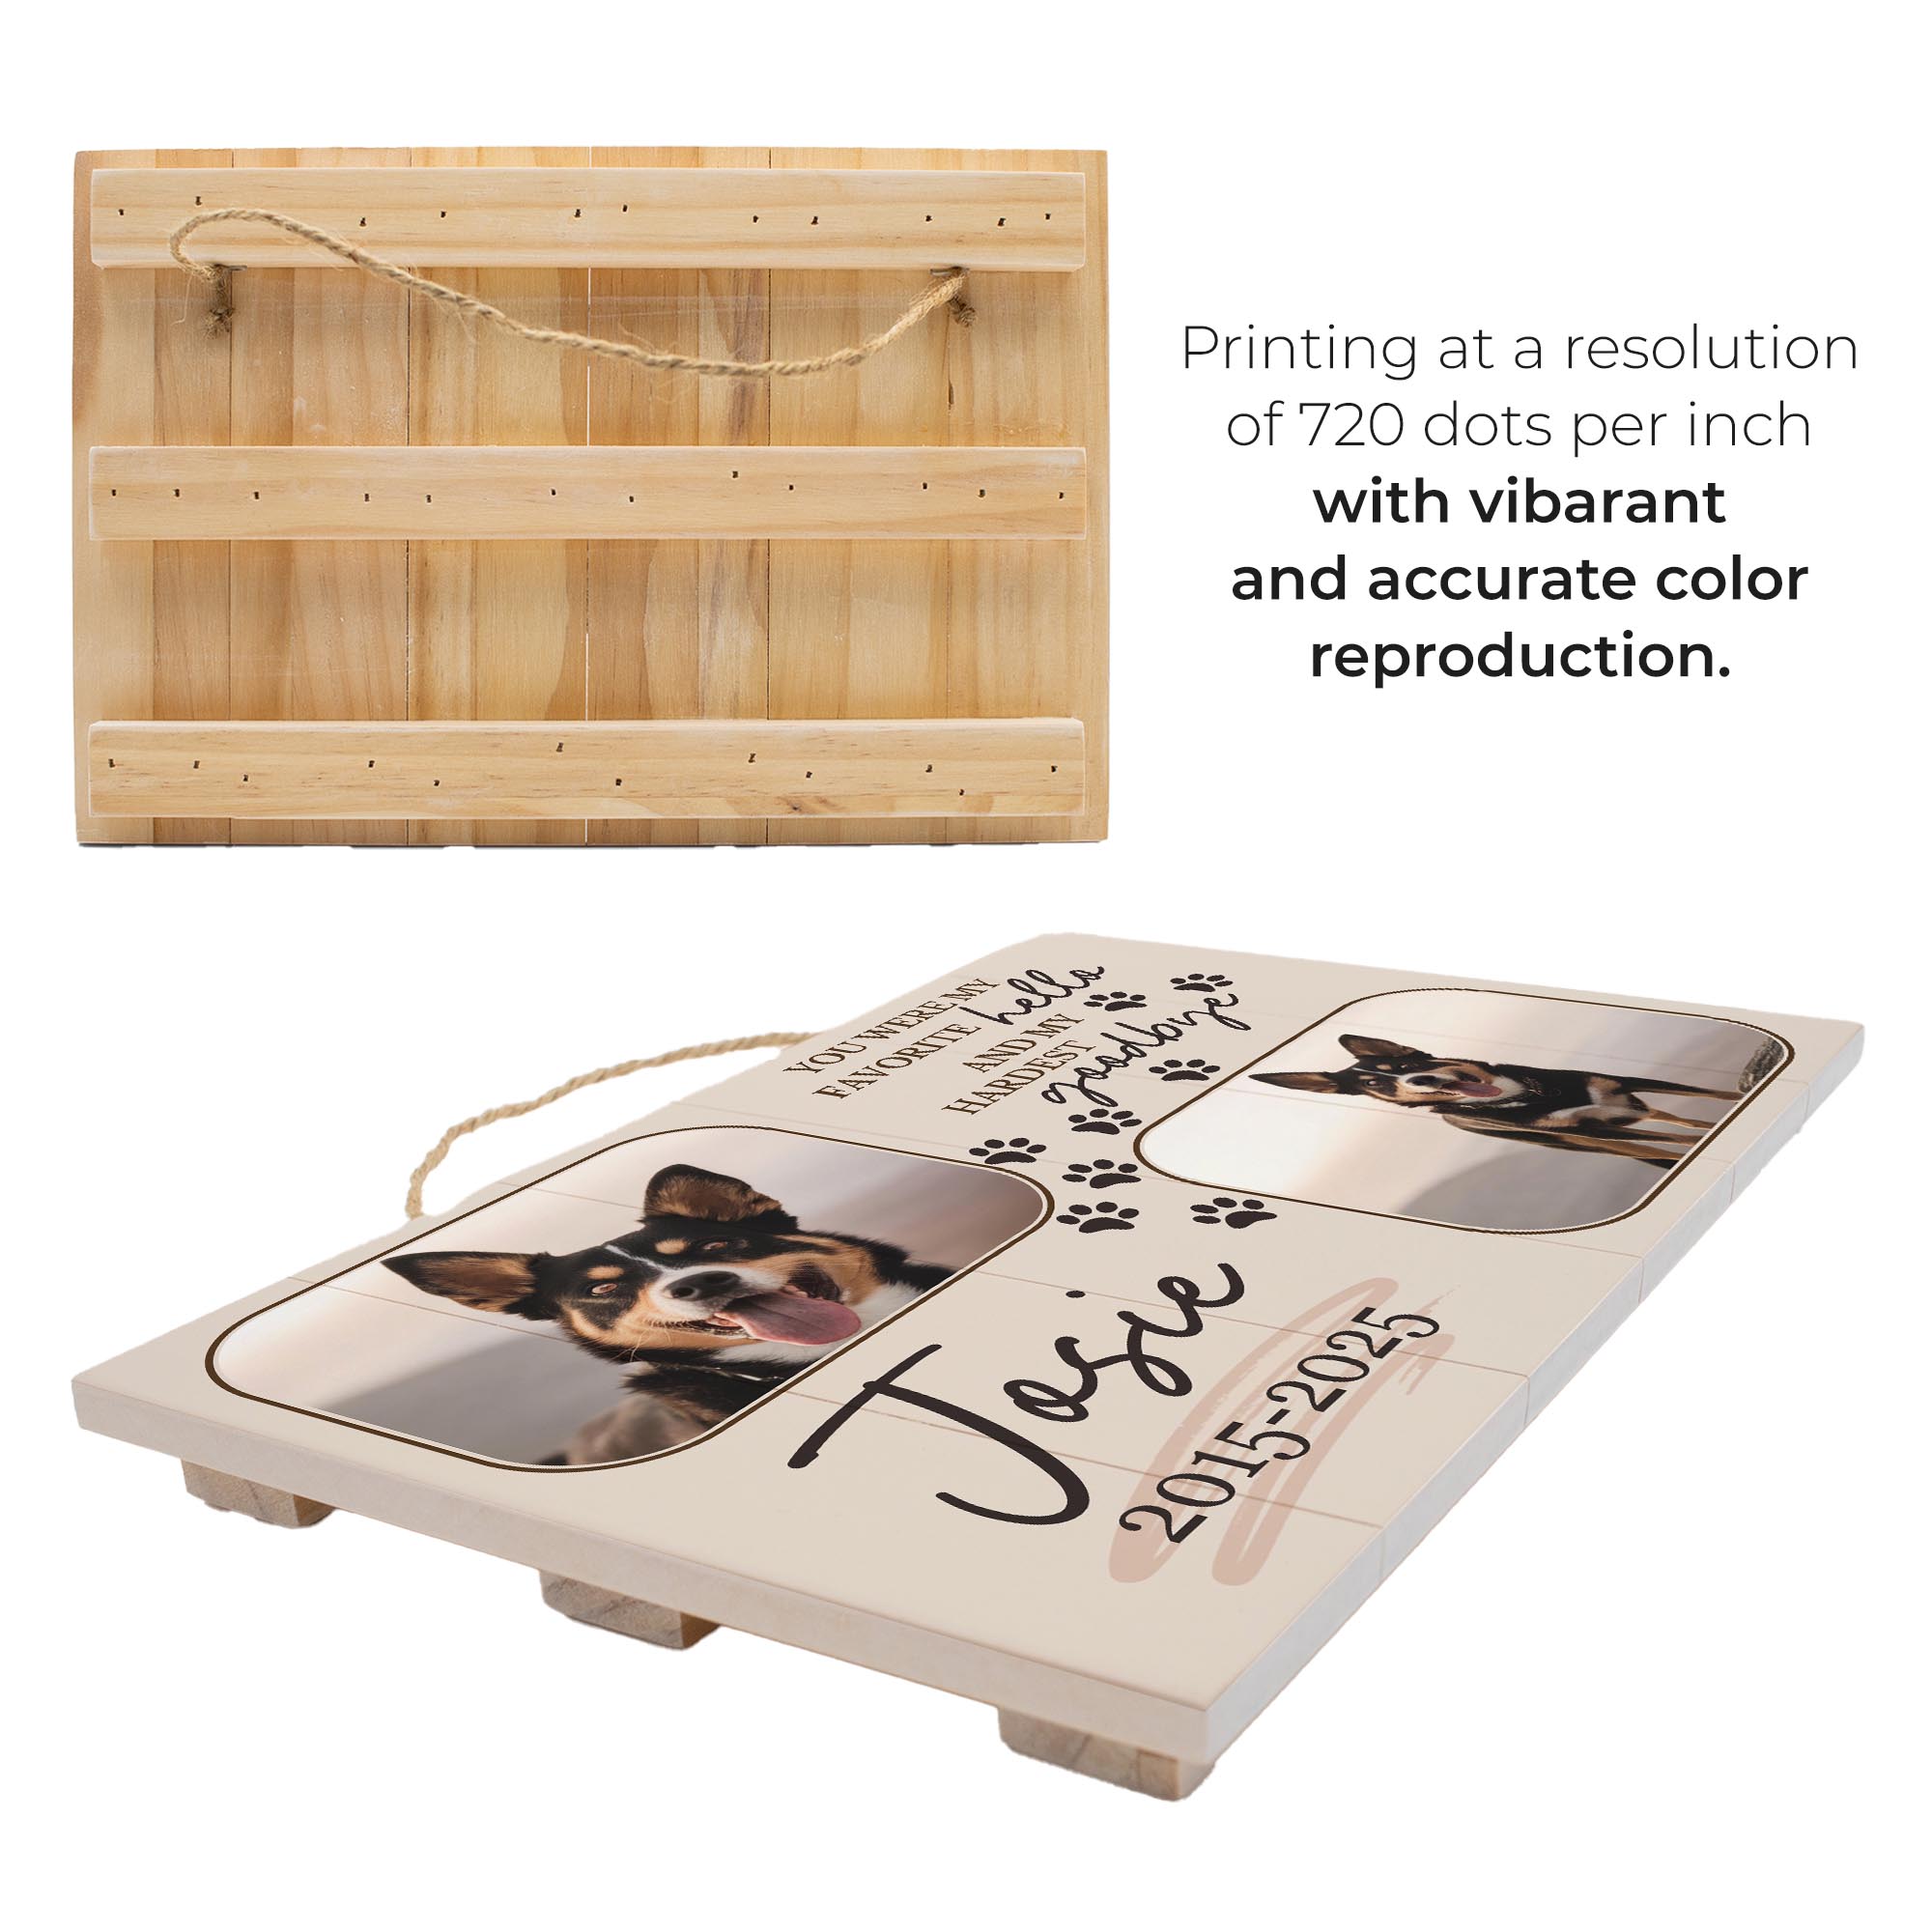 Printing at a resolution
of 720 dots per inch
with vibarant
and accurate color
reproduction.
YOU WERE MY
FAVORITE hello
AND MY
HARDEST goodbye
Josie
2015-2025